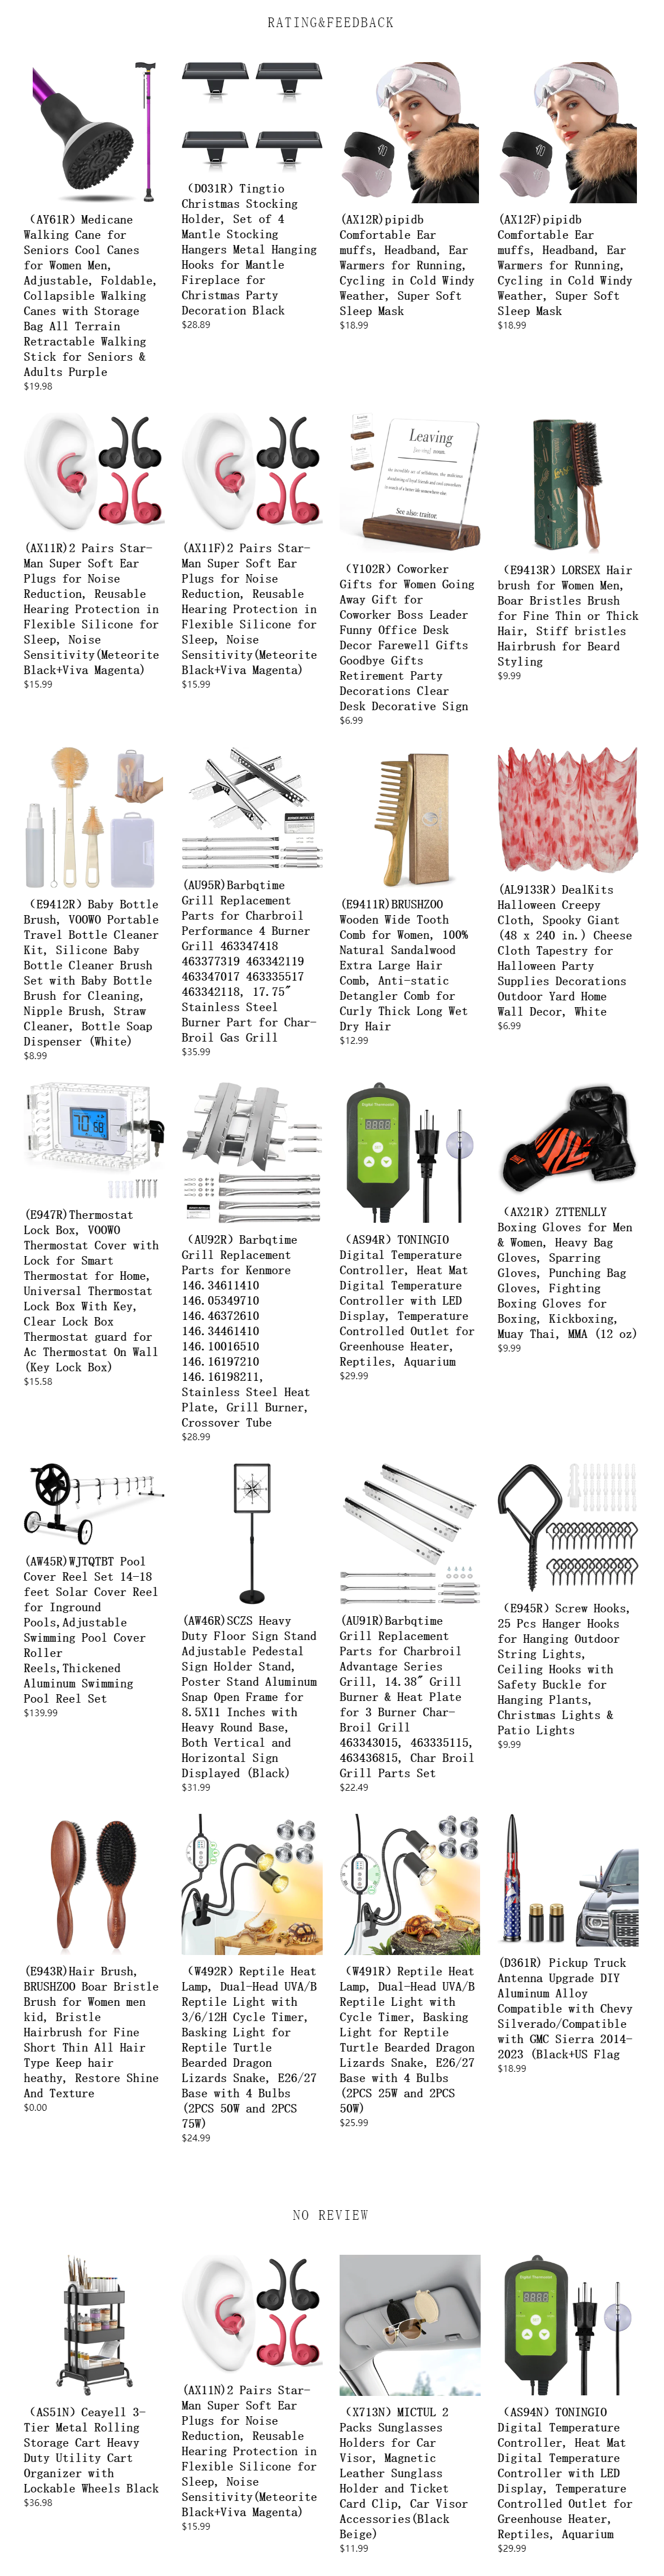 RATING&FEEDBACK
（AY61R）Medicane
Walking Cane for
Seniors Cool Canes
for Women Men,
Adjustable, Foldable,
Collapsible Walking
Canes with Storage
Bag All Terrain
Retractable Walking
Stick for Seniors &
Adults Purple
$19.98
（D031R）Tingtio
Christmas Stocking
Holder, Set of 4
Mantle Stocking
Hangers Metal Hanging
Hooks for Mantle
Fireplace for
Christmas Party
Decoration Black
$28.89
(AX12R)pipidb
Comfortable Ear
muffs, Headband, Ear
Warmers for Running,
Cycling in Cold Windy
Weather, Super Soft
Sleep Mask
$18.99
(AX12F)pipidb
Comfortable Ear
muffs, Headband, Ear
Warmers for Running,
Cycling in Cold Windy
Weather, Super Soft
Sleep Mask
$18.99
(AX11R)2 Pairs Star-
Man Super Soft Ear
Plugs for Noise
Reduction, Reusable
Hearing Protection in
Flexible Silicone for
Sleep, Noise
Sensitivity(Meteorite
Black+Viva Magenta)
$15.99
(AX11F)2 Pairs Star-
Man Super Soft Ear
Plugs for Noise
Reduction, Reusable
Hearing Protection in
Flexible Silicone for
Sleep, Noise
Sensitivity(Meteorite
Black+Viva Magenta)
$15.99
Leaving
See also: traitor.
（Y102R）Coworker
Gifts for Women Going
Away Gift for
Coworker Boss Leader
Funny Office Desk
Decor Farewell Gifts
Goodbye Gifts
Retirement Party
Decorations Clear
Desk Decorative Sign
$6.99
（E9413R）LORSEX Hair
brush for Women Men,
Boar Bristles Brush
for Fine Thin or Thick
Hair, Stiff bristles
Hairbrush for Beard
Styling
$9.99
（E9412R）Baby Bottle
Brush, VOOWO Portable
Travel Bottle Cleaner
Kit, Silicone Baby
Bottle Cleaner Brush
Set with Baby Bottle
Brush for Cleaning,
Nipple Brush, Straw
Cleaner, Bottle Soap
Dispenser (White)
$8.99
(AU95R)Barbqtime
Grill Replacement
Parts for Charbroil
Performance 4 Burner
Grill 463347418
463377319 463342119
463347017 463335517
463342118, 17.75"
Stainless Steel
Burner Part for Char-
Broil Gas Grill
$35.99
(E9411R)BRUSHZOO
Wooden Wide Tooth
Comb for Women, 100%
Natural Sandalwood
Extra Large Hair
Comb, Anti-static
Detangler Comb for
Curly Thick Long Wet
Dry Hair
$12.99
(AL9133R) DealKits
Halloween Creepy
Cloth, Spooky Giant
(48 x 240 in.) Cheese
Cloth Tapestry for
Halloween Party
Supplies Decorations
Outdoor Yard Home
Wall Decor, White
$6.99
70 68
(E947R)Thermostat
Lock Box, VOOWO
Thermostat Cover with
Lock for Smart
Thermostat for Home,
Universal Thermostat
Lock Box With Key,
Clear Lock Box
Thermostat guard for
Ac Thermostat On Wall
(Key Lock Box)
$15.58
（AU92R）Barbqtime
Grill Replacement
Parts for Kenmore
146.34611410
146.05349710
146.46372610
146.34461410
146.10016510
146.16197210
146.16198211,
Stainless Steel Heat
Plate, Grill Burner,
Crossover Tube
$28.99
Digital Thermostat
（AS94R）TONINGIO
Digital Temperature
Controller, Heat Mat
Digital Temperature
Controller with LED
Display, Temperature
Controlled Outlet for
Greenhouse Heater,
Reptiles, Aquarium
$29.99
（AX21R）ZTTENLLY
Boxing Gloves for Men
& Women, Heavy Bag
Gloves, Sparring
Gloves, Punching Bag
Gloves, Fighting
Boxing Gloves for
Boxing, Kickboxing,
Muay Thai, MMA (12 oz)
$9.99
(AW45R)WJTQTBT Pool
Cover Reel Set 14-18
feet Solar Cover Reel
for Inground
Pools,Adjustable
Swimming Pool Cover
Roller
Reels,Thickened
Aluminum Swimming
Pool Reel Set
$139.99
(AW46R)SCZS Heavy
Duty Floor Sign Stand
Adjustable Pedestal
Sign Holder Stand,
Poster Stand Aluminum
Snap Open Frame for
8.5X11 Inches with
Heavy Round Base,
Both Vertical and
Horizontal Sign
Displayed (Black)
$31.99
(AU91R)Barbqtime
Grill Replacement
Parts for Charbroil
Advantage Series
Grill, 14.38" Grill
Burner & Heat Plate
for 3 Burner Char-
Broil Grill
463343015, 463335115,
463436815, Char Broil
Grill Parts Set
$22.49
（E945R）Screw Hooks,
25 Pcs Hanger Hooks
for Hanging Outdoor
String Lights,
Ceiling Hooks with
Safety Buckle for
Hanging Plants,
Christmas Lights &
Patio Lights
$9.99
(E943R)Hair Brush,
BRUSHZOO Boar Bristle
Brush for Women men
kid, Bristle
Hairbrush for Fine
Short Thin All Hair
Type Keep hair
heathy, Restore Shine
And Texture
$0.00
（W492R）Reptile Heat
Lamp, Dual-Head UVA/B
Reptile Light with
3/6/12H Cycle Timer,
Basking Light for
Reptile Turtle
Bearded Dragon
Lizards Snake, E26/27
Base with 4 Bulbs
(2PCS 50W and 2PCS
75W)
$24.99
（W491R）Reptile Heat
Lamp, Dual-Head UVA/B
Reptile Light with
Cycle Timer, Basking
Light for Reptile
Turtle Bearded Dragon
Lizards Snake, E26/27
Base with 4 Bulbs
(2PCS 25W and 2PCS
50W)
$25.99
(D361R) Pickup Truck
Antenna Upgrade DIY
Aluminum Alloy
Compatible with Chevy
Silverado/Compatible
with GMC Sierra 2014-
2023 (Black+US Flag
$18.99
NO REVIEW
（AS51N）Ceayell 3-
Tier Metal Rolling
Storage Cart Heavy
Duty Utility Cart
Organizer with
Lockable Wheels Black
$36.98
(AX11N)2 Pairs Star-
Man Super Soft Ear
Plugs for Noise
Reduction, Reusable
Hearing Protection in
Flexible Silicone for
Sleep, Noise
Sensitivity(Meteorite
Black+Viva Magenta)
$15.99
（X713N）MICTUL 2
Packs Sunglasses
Holders for Car
Visor, Magnetic
Leather Sunglass
Holder and Ticket
Card Clip, Car Visor
Accessories(Black
Beige)
$11.99
Digital Thermostat
（AS94N）TONINGIO
Digital Temperature
Controller, Heat Mat
Digital Temperature
Controller with LED
Display, Temperature
Controlled Outlet for
Greenhouse Heater,
Reptiles, Aquarium
$29.99